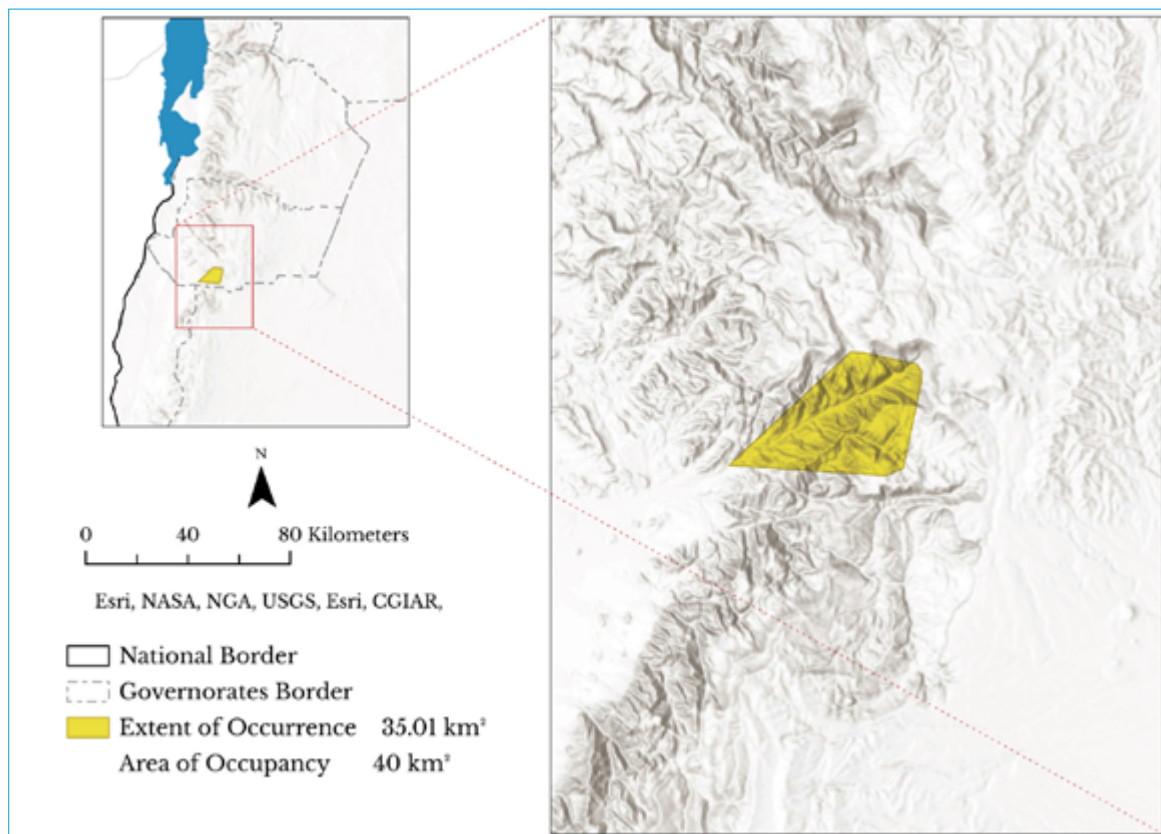 N
0 40 80 Kilometers
Esri, NASA, NGA, USGS, Esri, CGIAR,
National Border
Governorates Border
Extent of Occurrence 35.01 km²
Area of Occupancy 40 km²